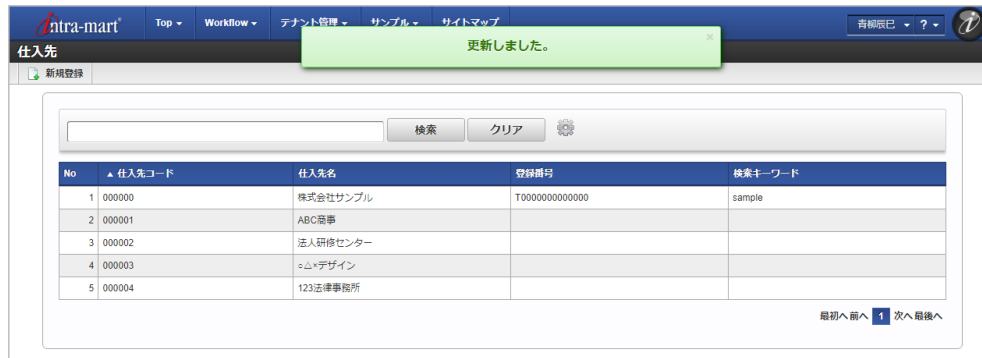 intra-mart Top Workflow テナント管理 サンプル サイトマップ 青柳辰巳 ?
更新しました。 ×
仕入先
新規登録
検索 クリア
No ▲ 仕入先コード 仕入先名 登録番号 検索キーワード
1 000000 株式会社サンプル T0000000000000 sample
2 000001 ABC商事
3 000002 法人研修センター
4 000003 ○△×デザイン
5 000004 123法律事務所
最初へ 前へ 1 次へ 最後へ